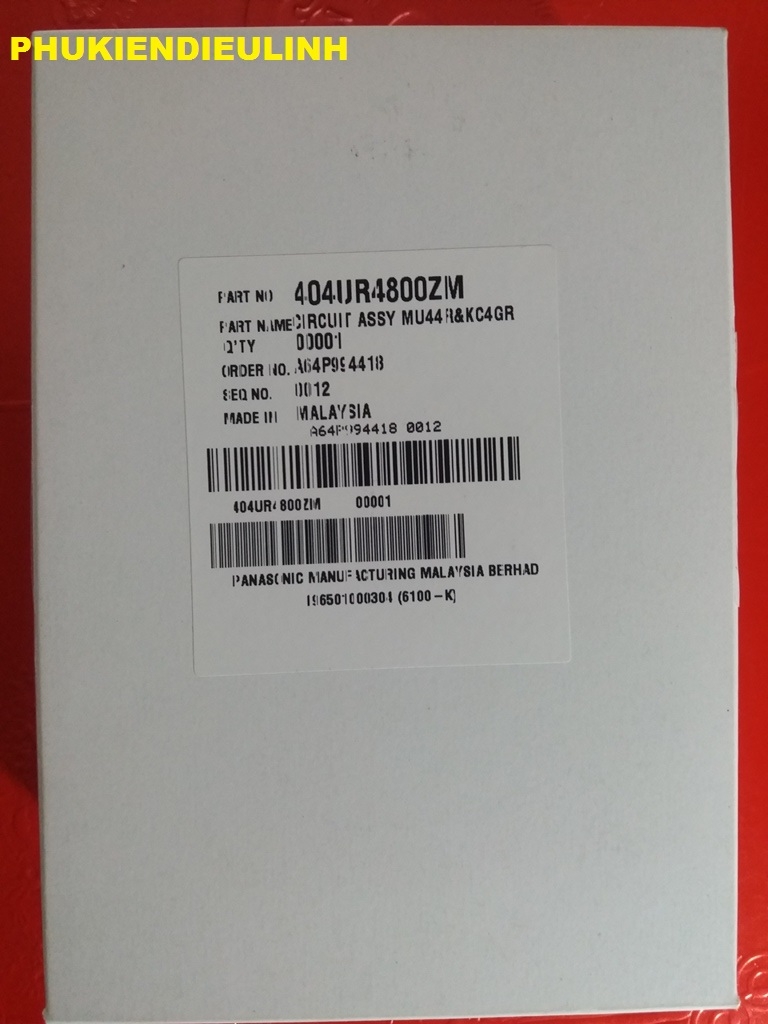 PHUKIENDIEULINH
PART NO 404UR4800ZM
PART NAME CIRCUIT ASSY MU44R&KC4GR
Q'TY 00001
ORDER NO. A64P994418
SEQ NO. 0012
MADE IN MALAYSIA
A64P994418 0012
404UR4800ZM 00001
PANASONIC MANUFACTURING MALAYSIA BERHAD
196501000304 (6100-K)